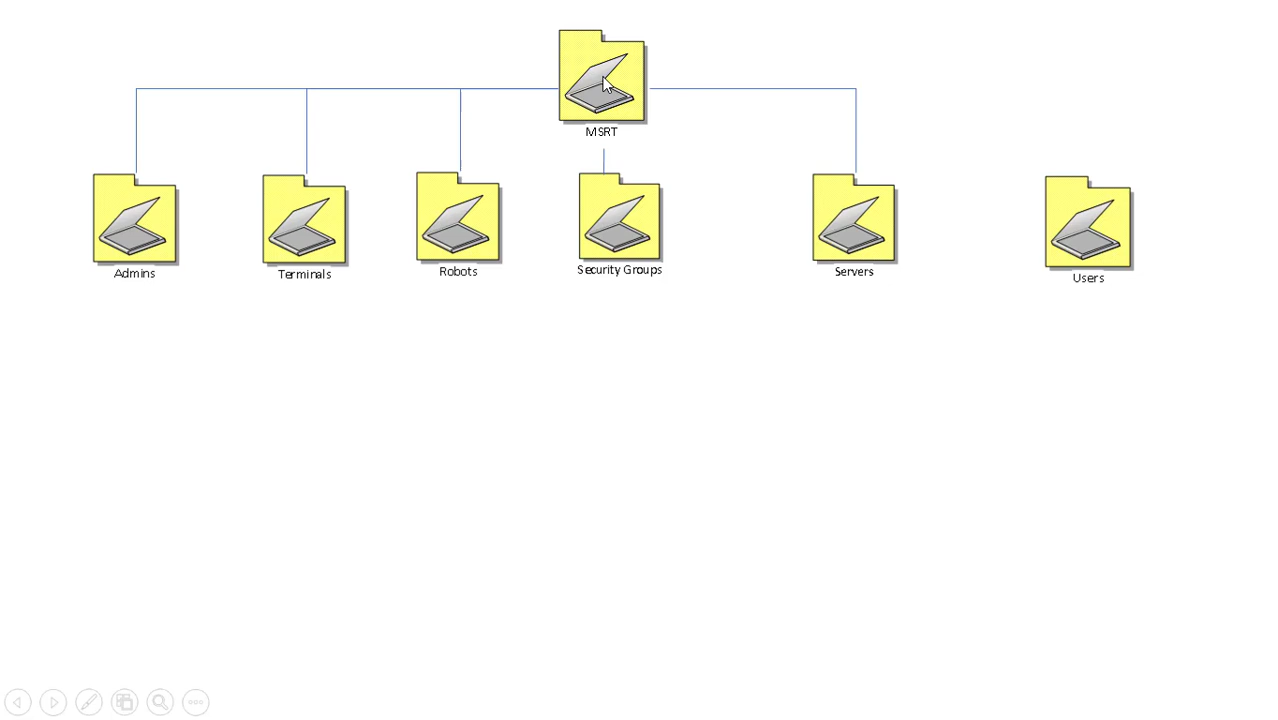 MSRT
Admins
Terminals
Robots
Security Groups
Servers
Users